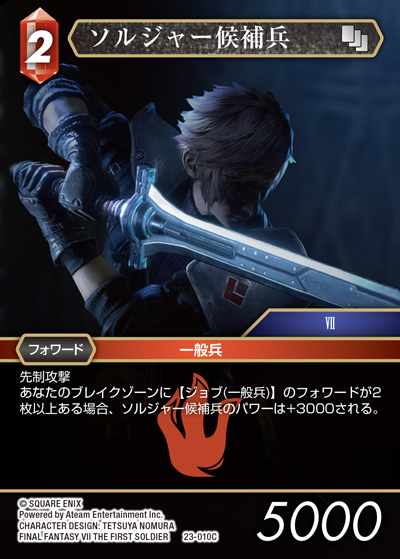 2
ソルジャー候補兵
VII
フォワード
一般兵
先制攻撃
あなたのブレイクゾーンに【ジョブ(一般兵)】のフォワードが2
枚以上ある場合、ソルジャー候補兵のパワーは+3000される。
© SQUARE ENIX
Powered by Ateam Entertainment Inc.
CHARACTER DESIGN: TETSUYA NOMURA
FINAL FANTASY VII THE FIRST SOLDIER
23-010C
5000